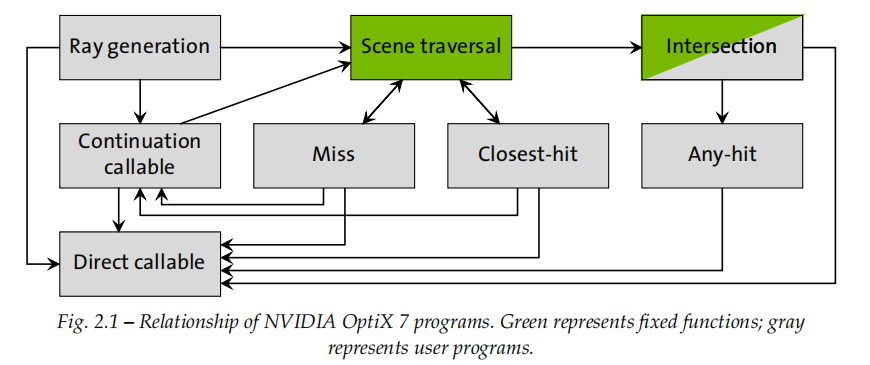 Ray generation
Scene traversal
Intersection
Continuation
callable
Miss
Closest-hit
Any-hit
Direct callable
Fig. 2.1 – Relationship of NVIDIA OptiX 7 programs. Green represents fixed functions; gray
represents user programs.